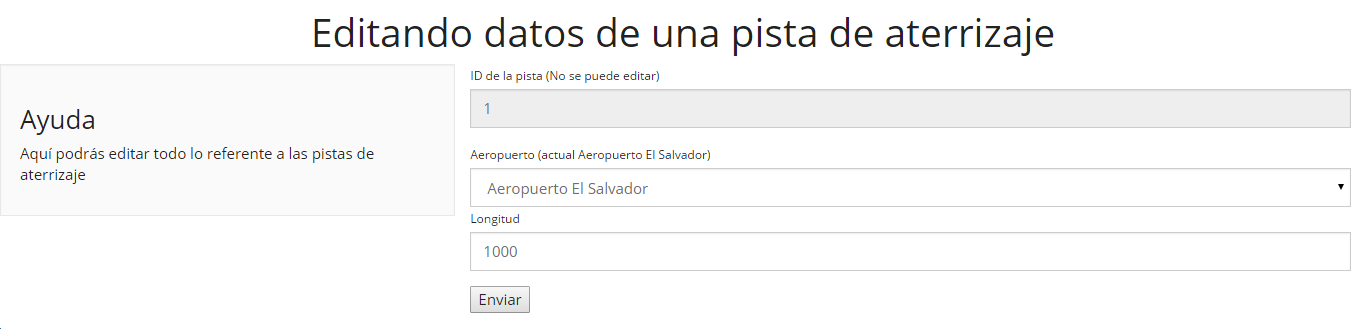 Editando datos de una pista de aterrizaje
Ayuda
Aquí podrás editar todo lo referente a las pistas de
aterrizaje
ID de la pista (No se puede editar)
1
Aeropuerto (actual Aeropuerto El Salvador)
Aeropuerto El Salvador
Longitud
1000
Enviar